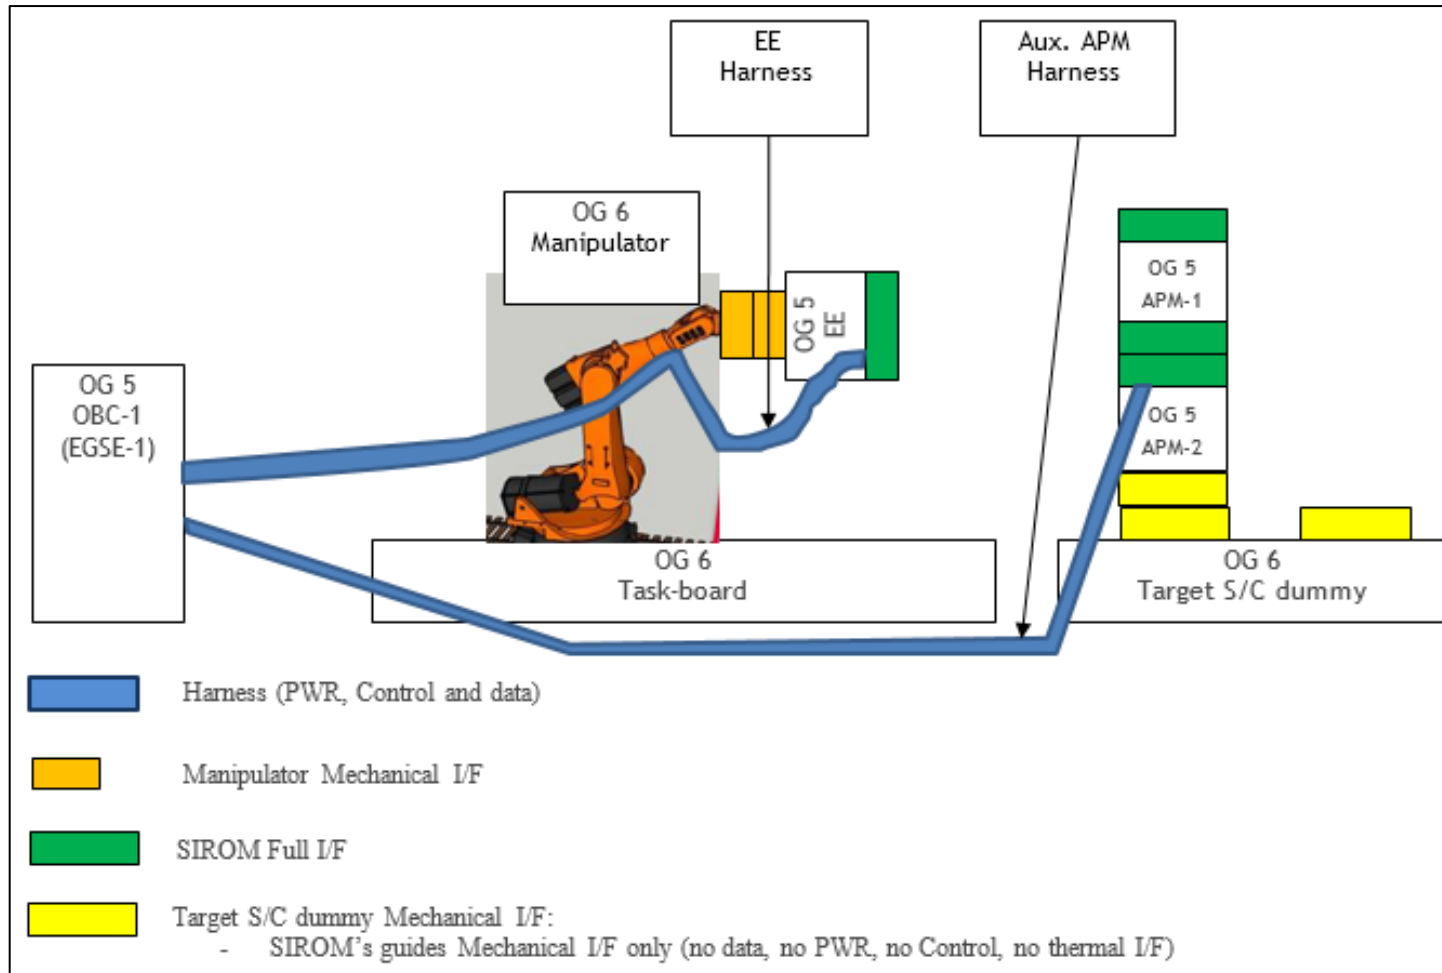 EE
Harness
Aux. APM
Harness
OG 6
Manipulator
OG 5
EE
OG 5
APM-1
OG 5
APM-2
OG 5
OBC-1
(EGSE-1)
OG 6
Task-board
OG 6
Target S/C dummy
Harness (PWR, Control and data)
Manipulator Mechanical I/F
SIROM Full I/F
Target S/C dummy Mechanical I/F:
- SIROM's guides Mechanical I/F only (no data, no PWR, no Control, no thermal I/F)